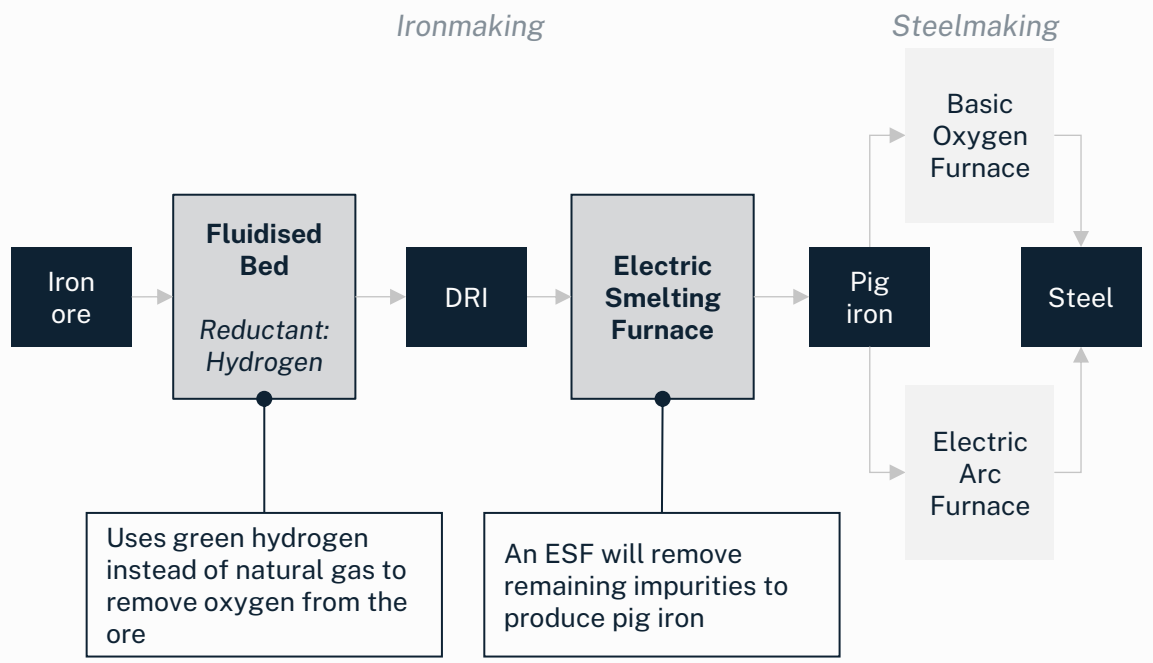 Ironmaking
Steelmaking
Iron
ore
Fluidised
Bed
Reductant:
Hydrogen
DRI
Electric
Smelting
Furnace
Pig
iron
Basic
Oxygen
Furnace
Electric
Arc
Furnace
Steel
Uses green hydrogen
instead of natural gas to
remove oxygen from the
ore
An ESF will remove
remaining impurities to
produce pig iron